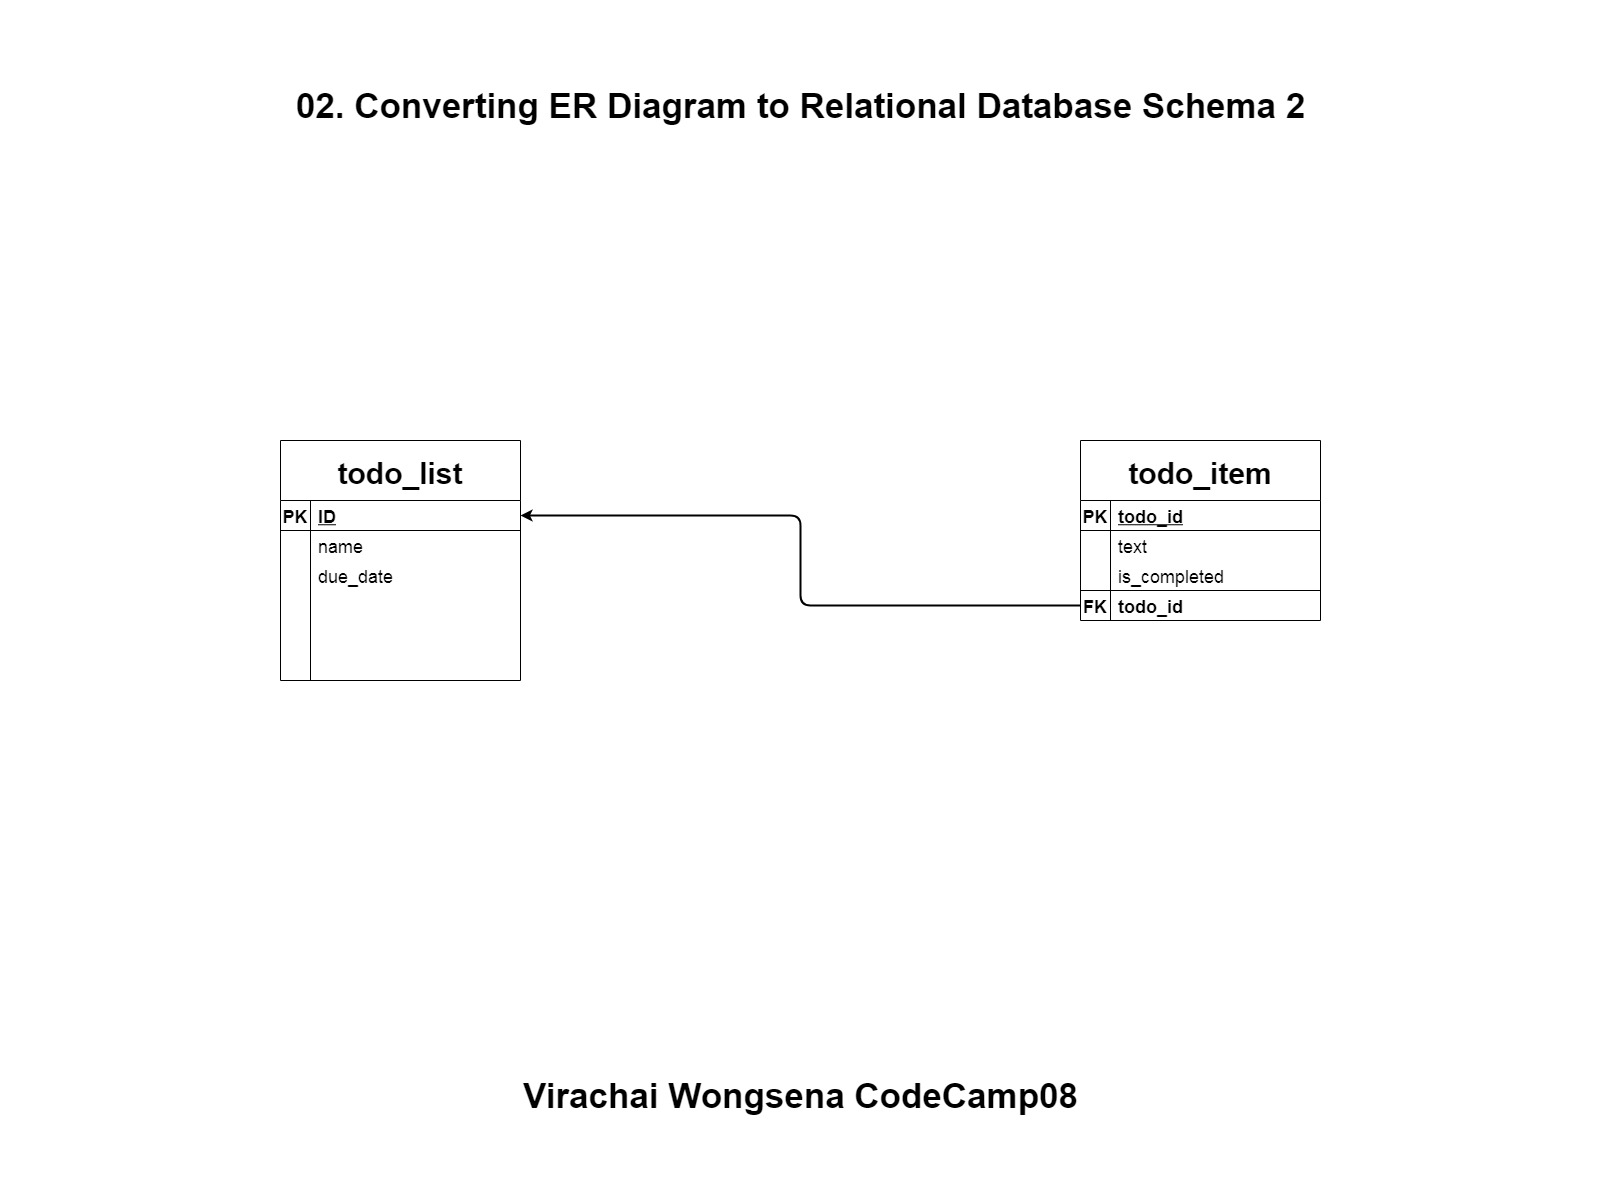 02. Converting ER Diagram to Relational Database Schema 2
todo_list
PK ID
name
due_date
todo_item
PK todo_id
text
is_completed
FK todo_id
Virachai Wongsena CodeCamp08